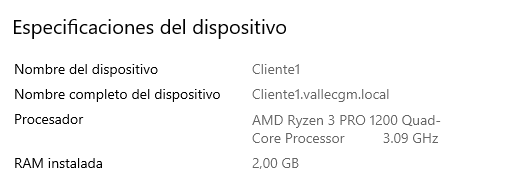 Especificaciones del dispositivo
Nombre del dispositivo Cliente1
Nombre completo del dispositivo Cliente1.vallecgm.local
Procesador AMD Ryzen 3 PRO 1200 Quad-
Core Processor 3.09 GHz
RAM instalada 2,00 GB